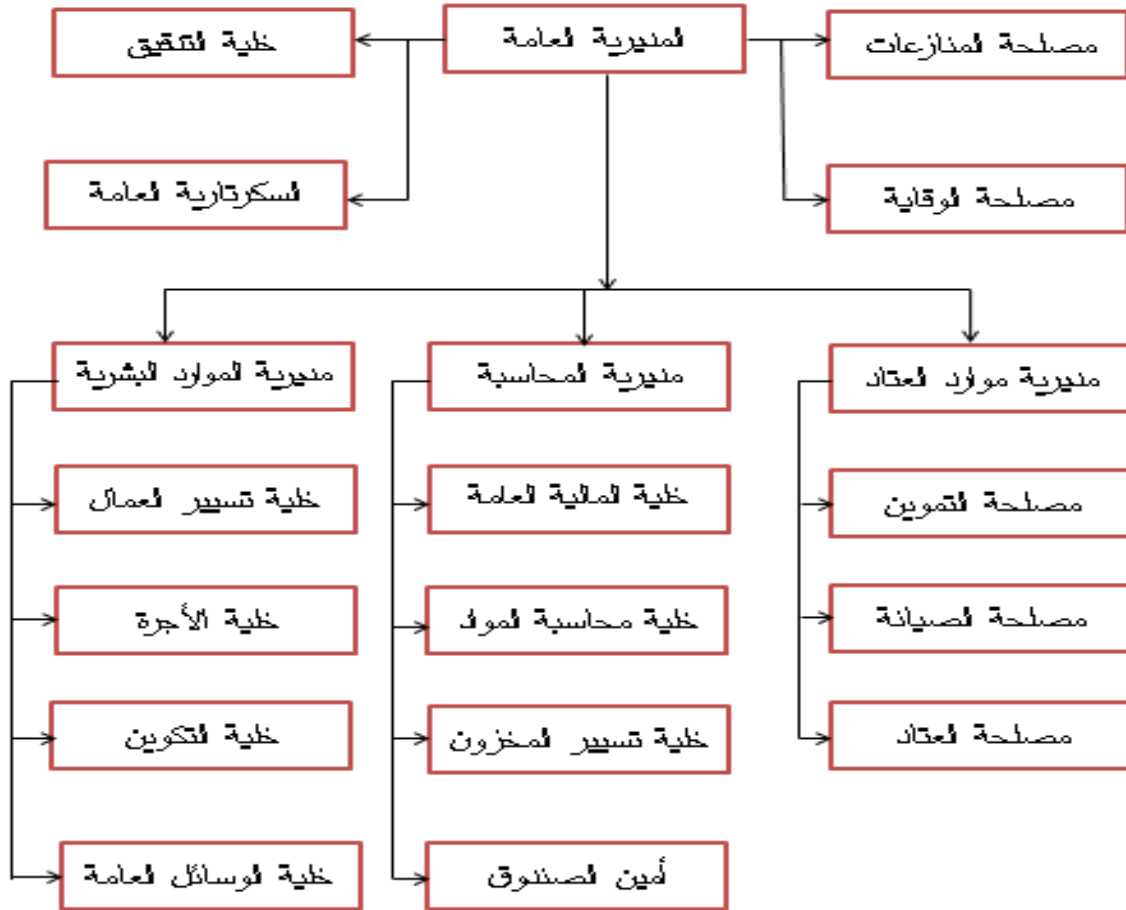 مصلحة المنازعات
المديرية العامة
خلية التدقيق
مصلحة الوقاية
السكرتارية العامة
مديرية موارد العتاد
مديرية المحاسبة
مديرية الموارد البشرية
مصلحة التموين
خلية المالية العامة
خلية تسيير العمال
مصلحة الصيانة
خلية محاسبة المواد
خلية الأجرة
مصلحة العتاد
خلية تسيير المخزون
خلية التكوين
أمين الصندوق
خلية الوسائل العامة